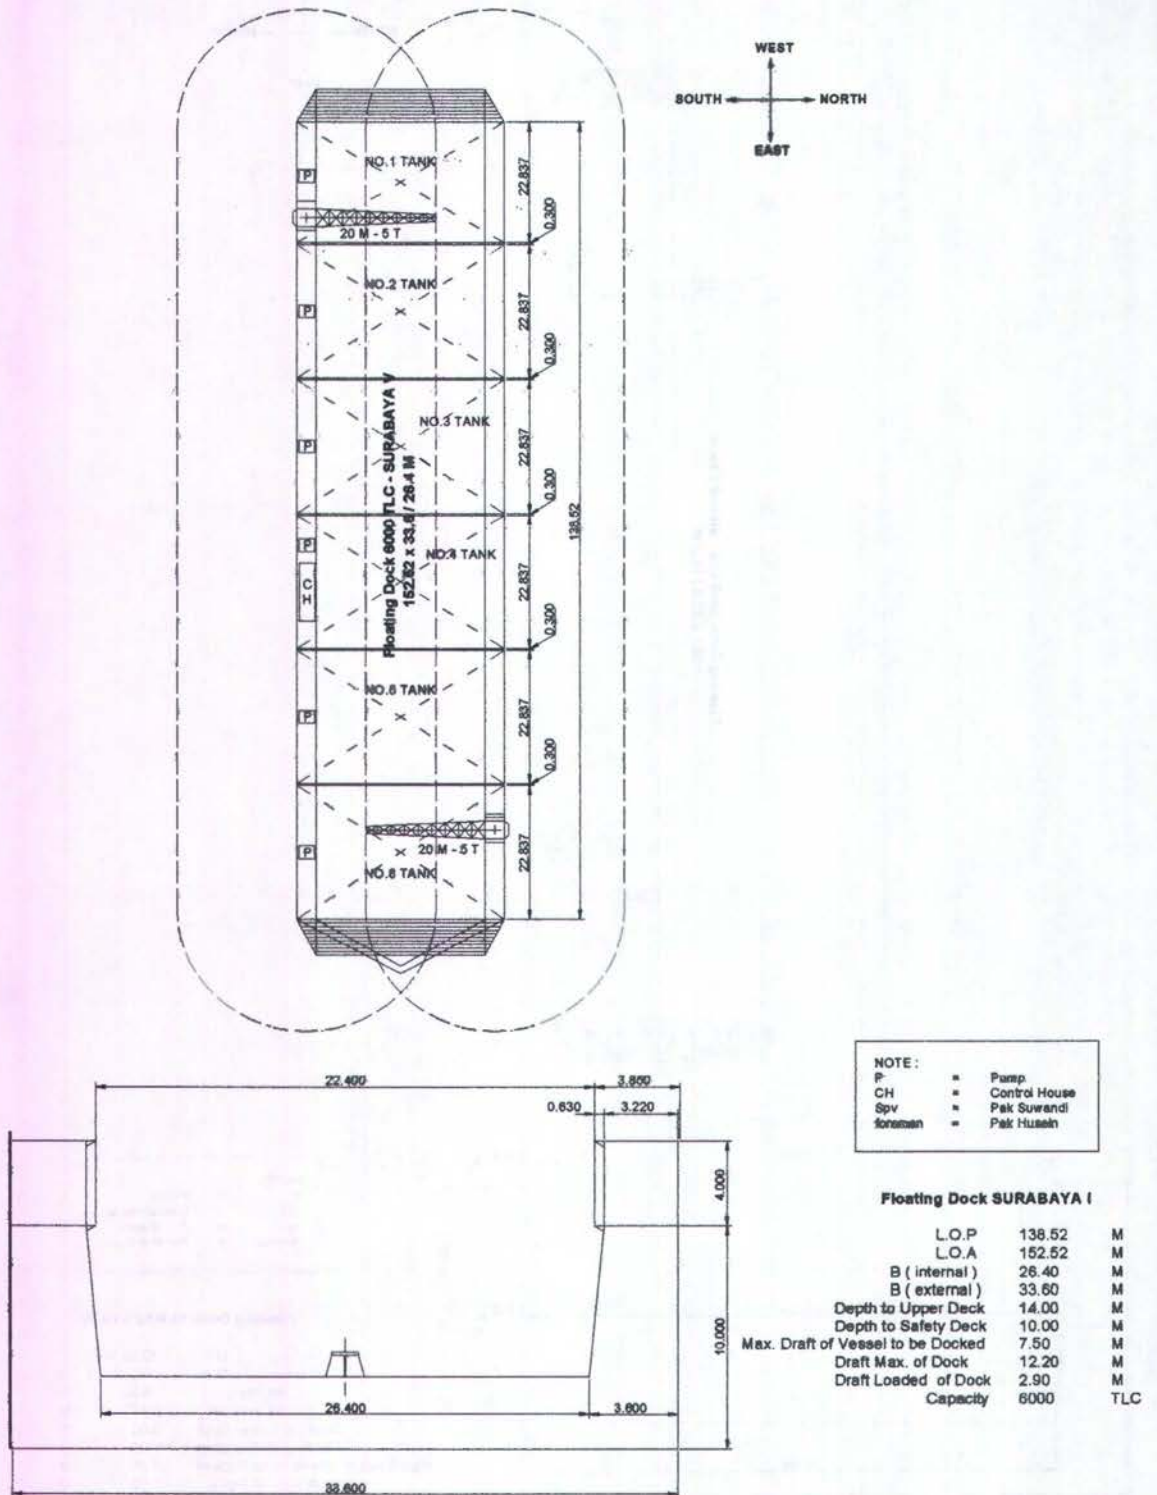 WEST
SOUTH NORTH
EAST
NO.1 TANK
P
22.837
20 M - 5 T
0.300
NO.2 TANK
P
22.837
0.300
NO.3 TANK
P
22.837
0.300
138.52
Floating Dock 6000 TLC - SURABAYA V
152.52 x 33.6 / 26.4 M
P
NO.4 TANK
CH
22.837
0.300
NO.5 TANK
P
22.837
0.300
20 M - 5 T
P
22.837
NO.6 TANK
22.400 3.850
0.630 3.220
4.000
10.000
26.400 3.600
33.600
NOTE :
P = Pump
CH = Control House
Spv = Pak Suwandi
foreman = Pak Husein
Floating Dock SURABAYA I
L.O.P 138.52 M
L.O.A 152.52 M
B ( internal ) 26.40 M
B ( external ) 33.60 M
Depth to Upper Deck 14.00 M
Depth to Safety Deck 10.00 M
Max. Draft of Vessel to be Docked 7.50 M
Draft Max. of Dock 12.20 M
Draft Loaded of Dock 2.90 M
Capacity 6000 TLC